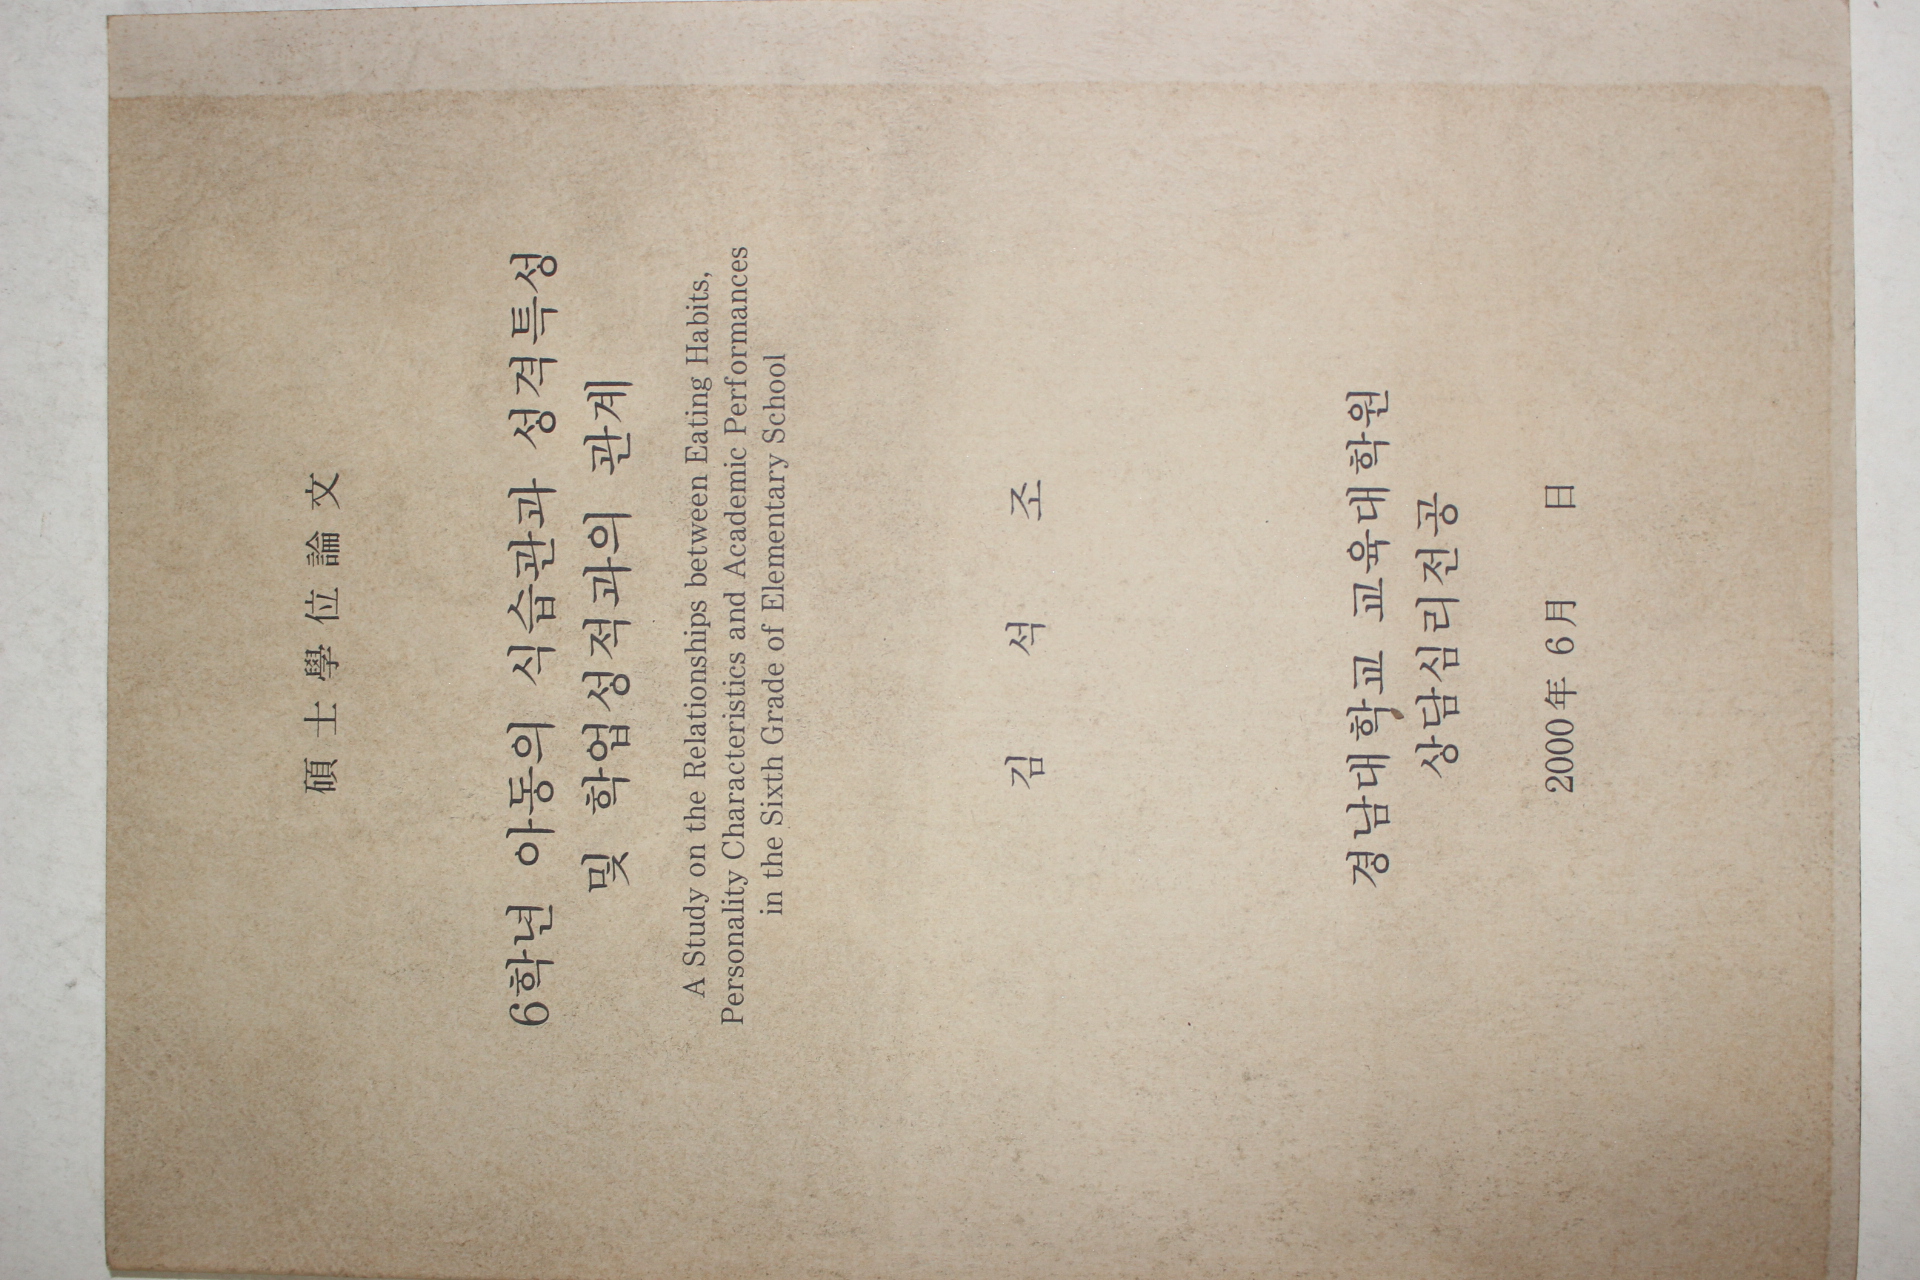 碩士學位論文
6학년 아동의 식습관과 성격특성
및 학업성적과의 관계
A Study on the Relationships between Eating Habits,
Personality Characteristics and Academic Performances
in the Sixth Grade of Elementary School
김 석 조
경남대학교 교육대학원
상담심리전공
2000年 6月 日